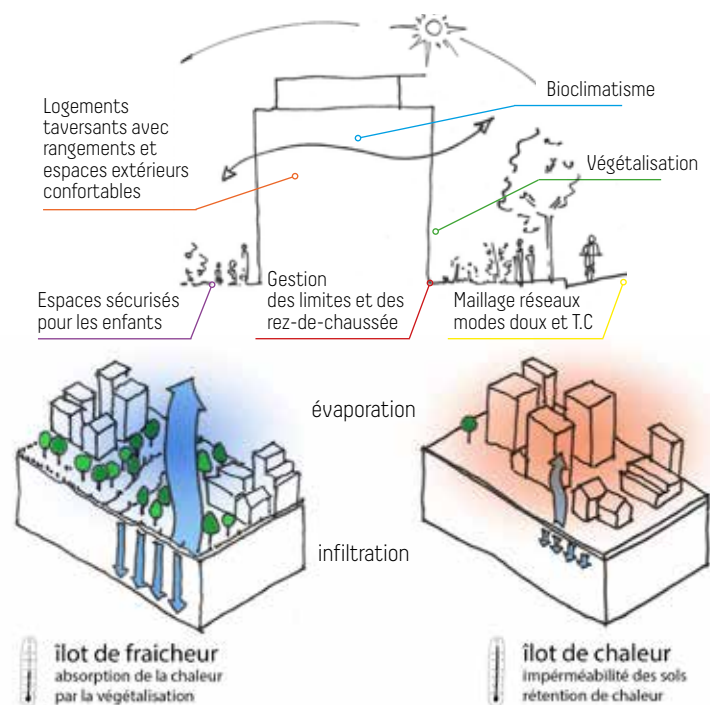 Bioclimatisme
Logements
taversants avec
rangements et
espaces extérieurs
confortables
Végétalisation
Espaces sécurisés
pour les enfants
Gestion
des limites et des
rez-de-chaussée
Maillage réseaux
modes doux et T.C
évaporation
infiltration
îlot de fraicheur
absorption de la chaleur
par la végétalisation
îlot de chaleur
impérméabilité des sols
rétention de chaleur